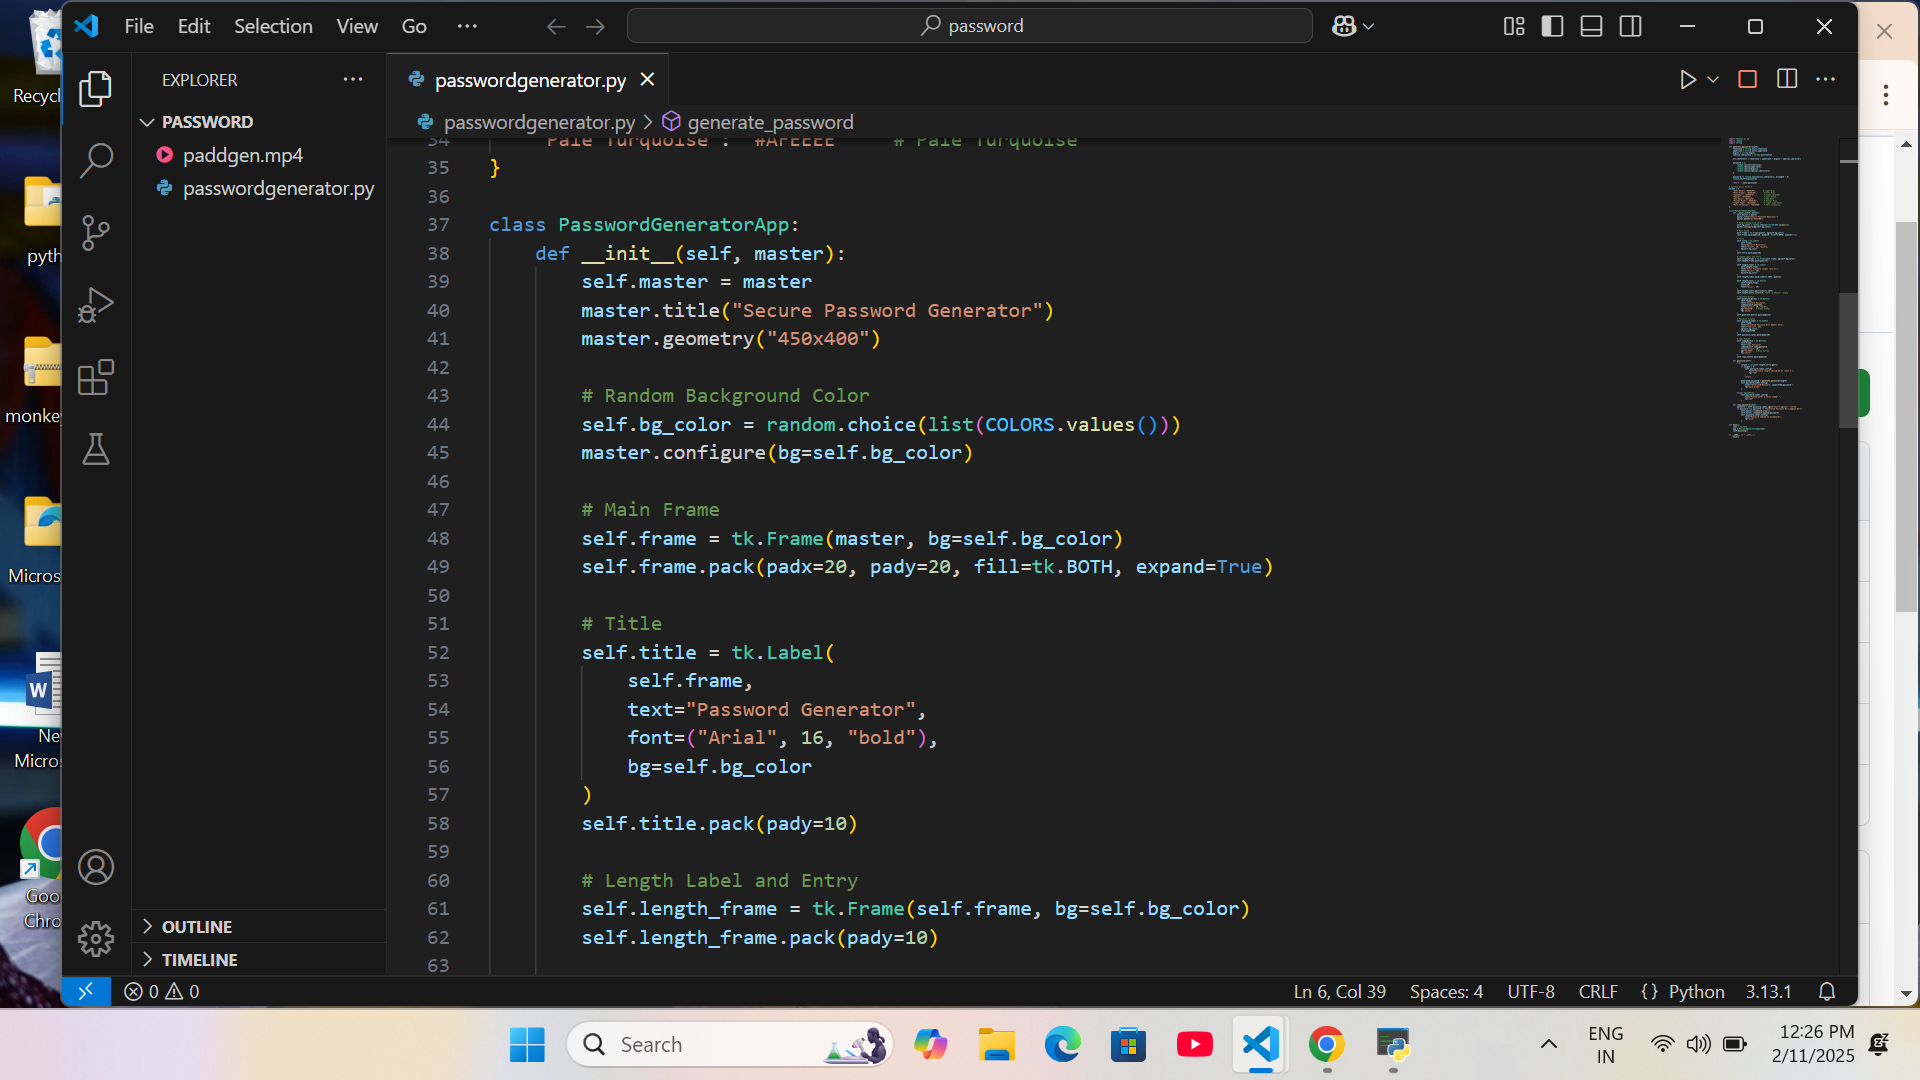 File Edit Selection View Go ···
password
EXPLORER ···
PASSWORD
paddgen.mp4
passwordgenerator.py
OUTLINE
TIMELINE
passwordgenerator.py
passwordgenerator.py > generate_password
34 "Pale Turquoise": "#AFEEEE" # Pale Turquoise
35 }
36
37 class PasswordGeneratorApp:
38 def __init__(self, master):
39 self.master = master
40 master.title("Secure Password Generator")
41 master.geometry("450x400")
42
43 # Random Background Color
44 self.bg_color = random.choice(list(COLORS.values()))
45 master.configure(bg=self.bg_color)
46
47 # Main Frame
48 self.frame = tk.Frame(master, bg=self.bg_color)
49 self.frame.pack(padx=20, pady=20, fill=tk.BOTH, expand=True)
50
51 # Title
52 self.title = tk.Label(
53 self.frame,
54 text="Password Generator",
55 font=("Arial", 16, "bold"),
56 bg=self.bg_color
57 )
58 self.title.pack(pady=10)
59
60 # Length Label and Entry
61 self.length_frame = tk.Frame(self.frame, bg=self.bg_color)
62 self.length_frame.pack(pady=10)
63
0 0
Ln 6, Col 39 Spaces: 4 UTF-8 CRLF {} Python 3.13.1
Recycl
pyth
monke
Micros
W
Ne
Micro
Goo
Chro
Search
ENG
IN
12:26 PM
2/11/2025